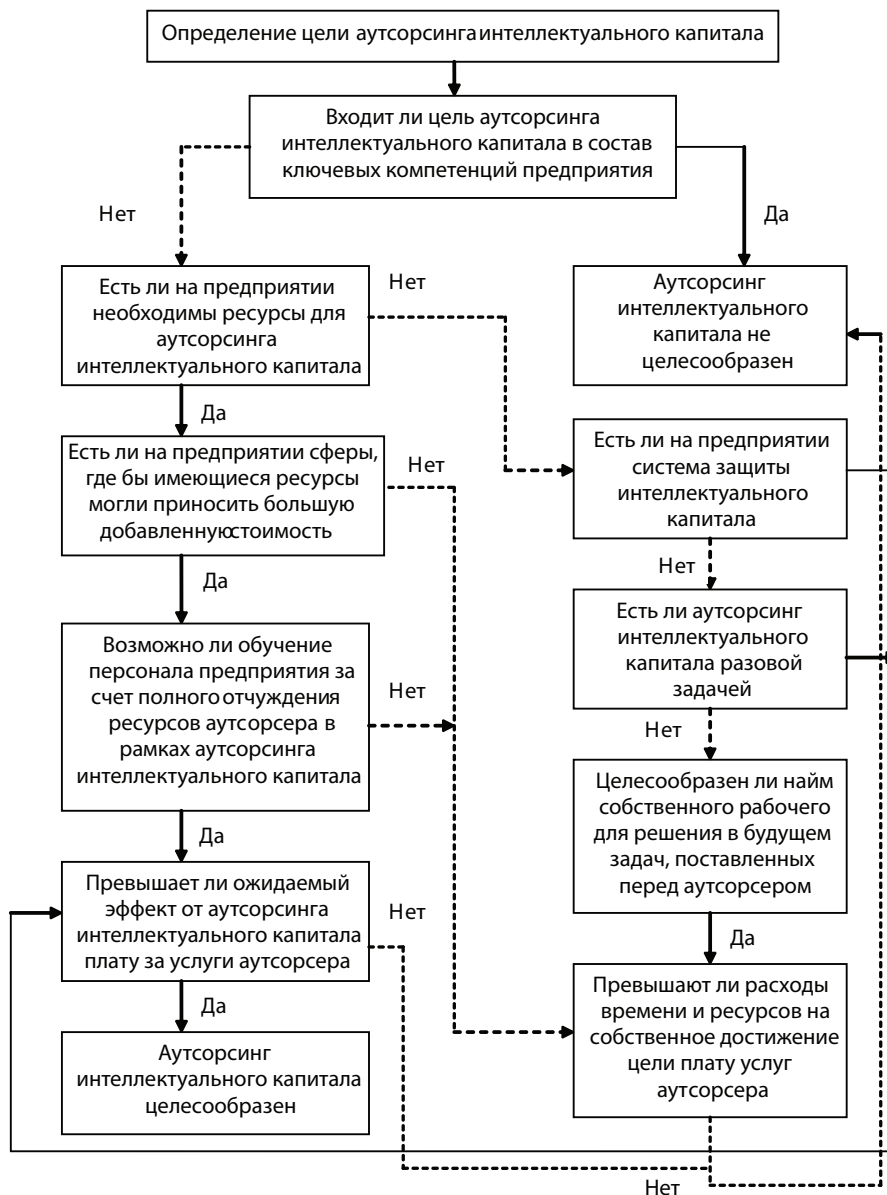 Определение цели аутсорсинга интеллектуального капитала
Входит ли цель аутсорсинга
интеллектуального капитала в состав
ключевых компетенций предприятия
Нет
Да
Есть ли на предприятии
необходимы ресурсы для
аутсорсинга
интеллектуального капитала
Нет
Аутсорсинг
интеллектуального
капитала не
целесообразен
Да
Есть ли на предприятии сферы,
где бы имеющиеся ресурсы
могли приносить большую
добавленную стоимость
Нет
Есть ли на предприятии
система защиты
интеллектуального
капитала
Да
Нет
Возможно ли обучение
персонала предприятия за
счет полного отчуждения
ресурсов аутсорсера в
рамках аутсорсинга
интеллектуального капитала
Нет
Есть ли аутсорсинг
интеллектуального
капитала разовой
задачей
Нет
Да
Целесообразен ли найм
собственного рабочего
для решения в будущем
задач, поставленных
перед аутсорсером
Превышает ли ожидаемый
эффект от аутсорсинга
интеллектуального капитала
плату за услуги аутсорсера
Нет
Да
Да
Превышают ли расходы
времени и ресурсов на
собственное достижение
цели плату услуг
аутсорсера
Аутсорсинг
интеллектуального капитала
целесообразен
Нет